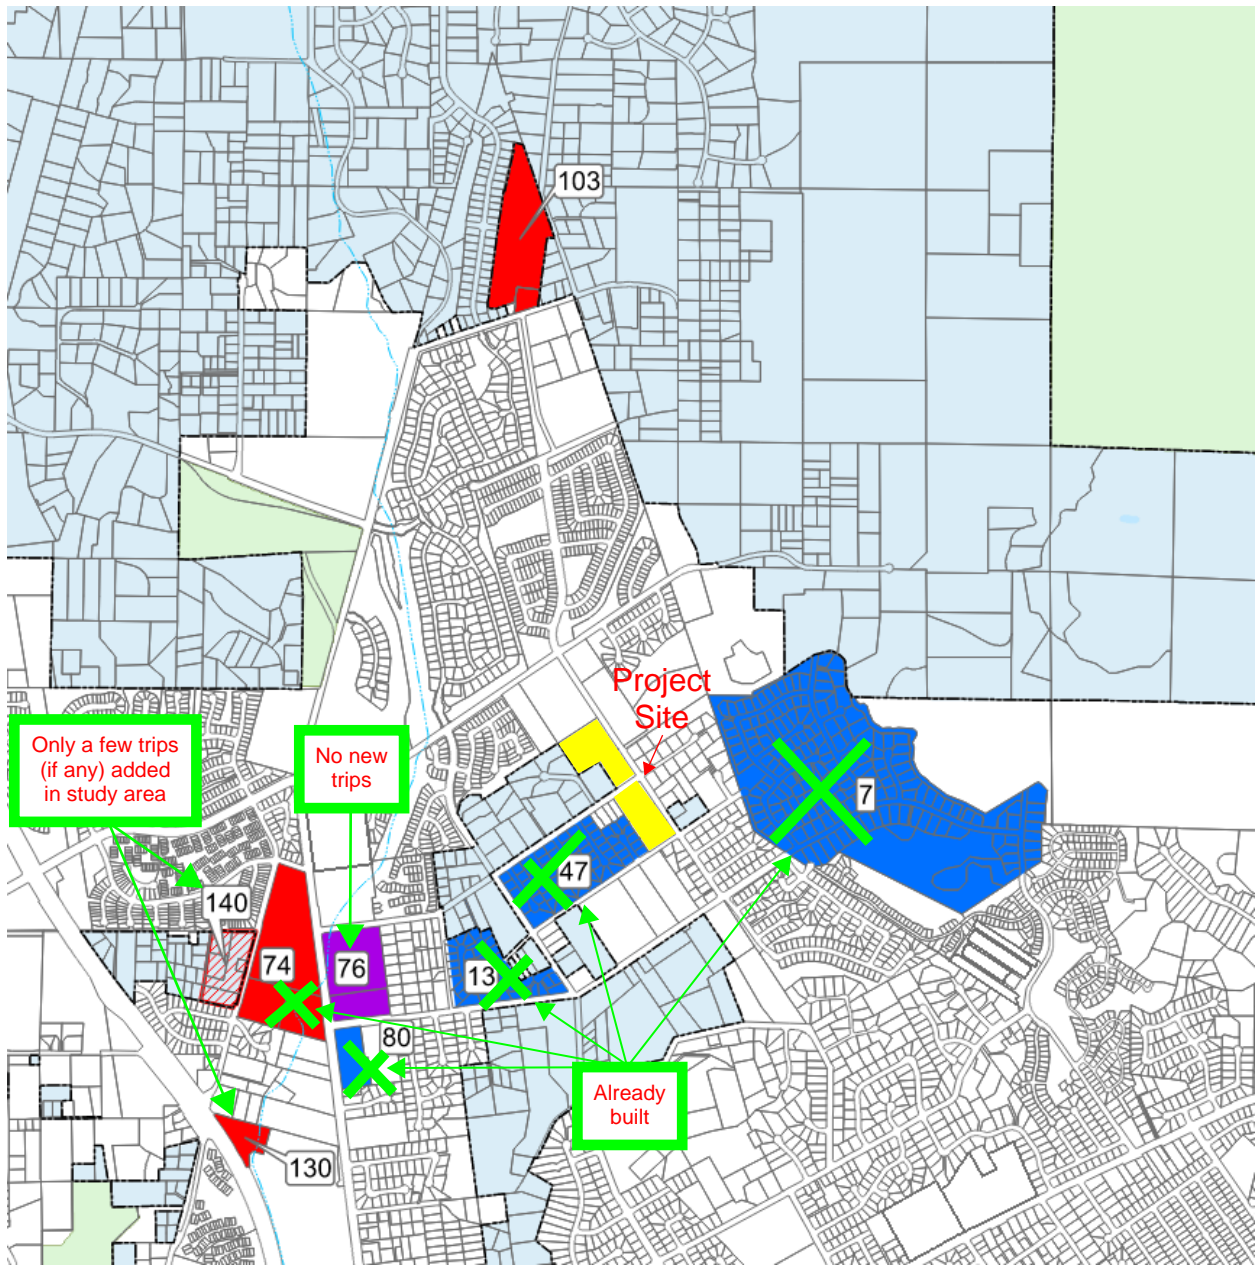 103
Project
Site
Only a few trips
(if any) added
in study area
No new
trips
7
47
140
74
76
13
80
Already
built
130